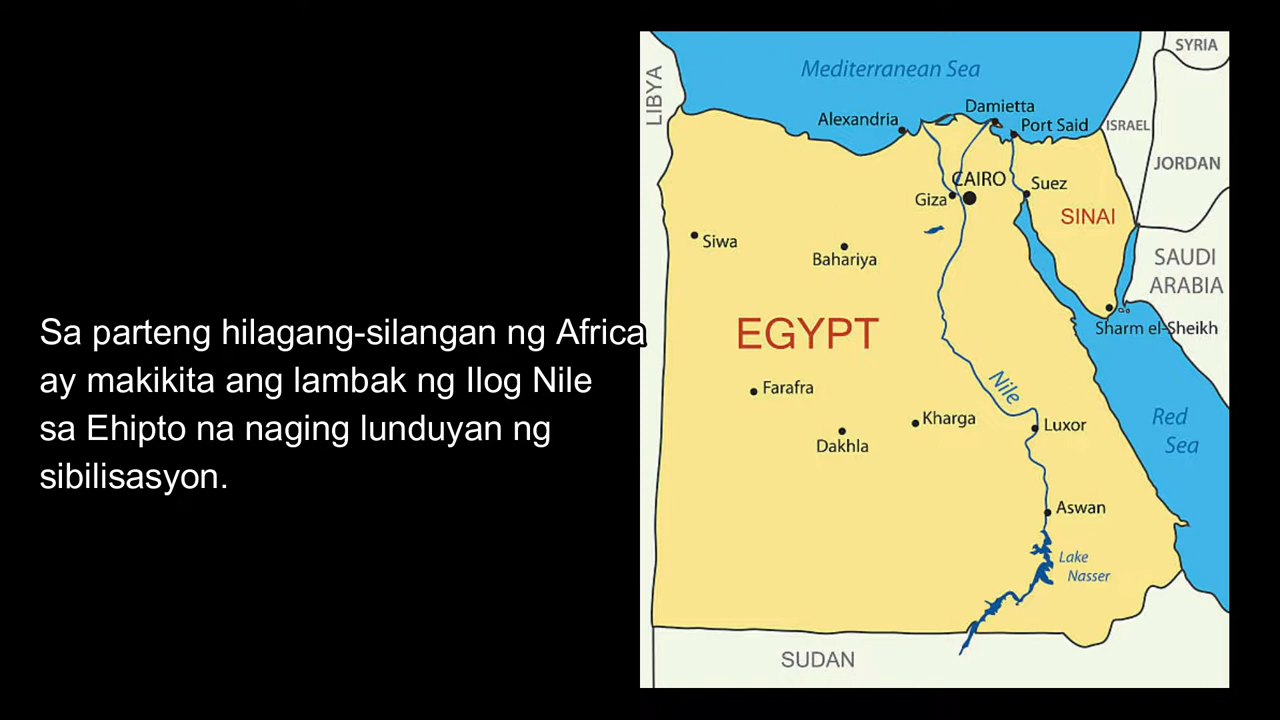 Sa parteng hilagang-silangan ng Africa
ay makikita ang lambak ng Ilog Nile
sa Ehipto na naging lunduyan ng
sibilisasyon.
SYRIA
Mediterranean Sea
LIBYA
Damietta
Alexandria
Port Said
ISRAEL
JORDAN
CAIRO
Suez
Giza
SINAI
Siwa
Bahariya
SAUDI
ARABIA
EGYPT
Sharm el-Sheikh
Farafra
Nile
Kharga
Luxor
Red
Sea
Dakhla
Aswan
Lake
Nasser
SUDAN